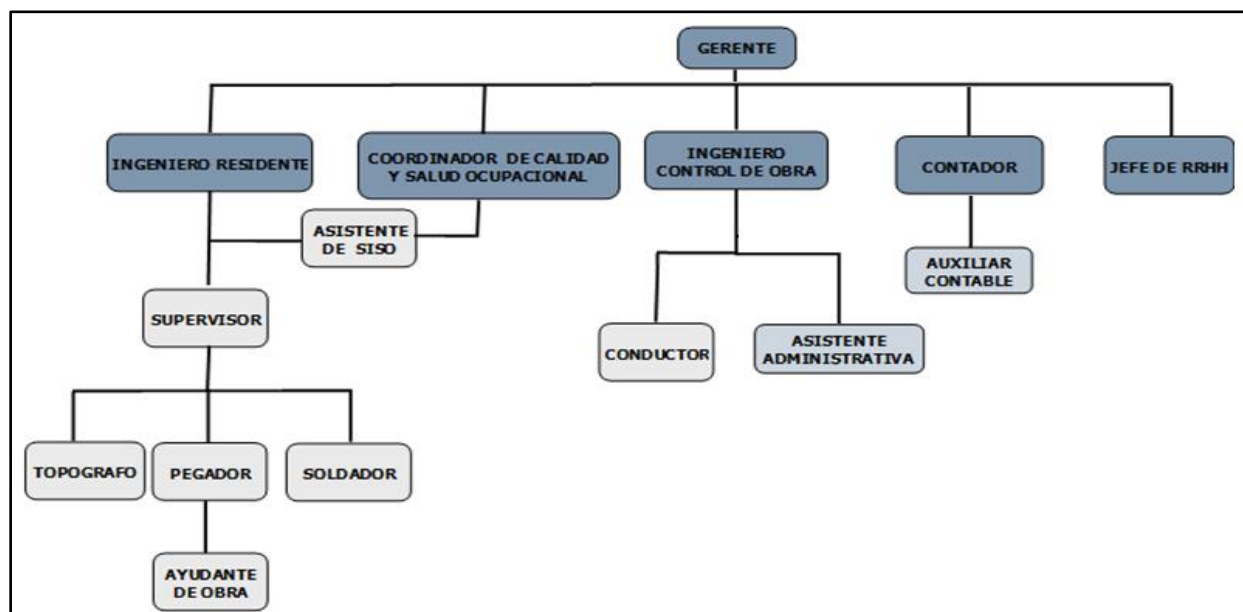 GERENTE
INGENIERO RESIDENTE
COORDINADOR DE CALIDAD
Y SALUD OCUPACIONAL
INGENIERO
CONTROL DE OBRA
CONTADOR
JEFE DE RRHH
ASISTENTE
DE SISO
AUXILIAR
CONTABLE
SUPERVISOR
CONDUCTOR
ASISTENTE
ADMINISTRATIVA
TOPOGRAFO
PEGADOR
SOLDADOR
AYUDANTE
DE OBRA